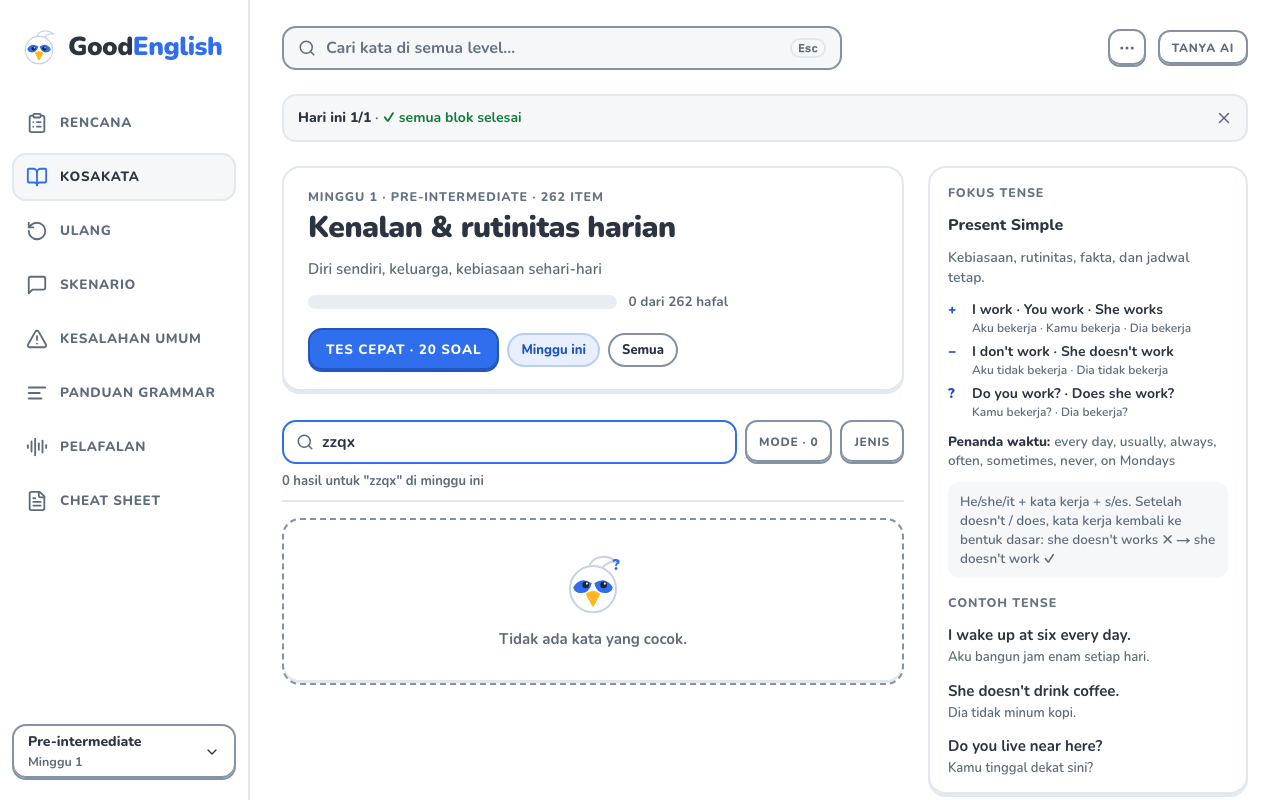 GoodEnglish
RENCANA
KOSAKATA
ULANG
SKENARIO
KESALAHAN UMUM
PANDUAN GRAMMAR
PELAFALAN
CHEAT SHEET
Pre-intermediate
Minggu 1
Cari kata di semua level...
Esc
···
TANYA AI
Hari ini 1/1 · ✓ semua blok selesai
MINGGU 1 · PRE-INTERMEDIATE · 262 ITEM
Kenalan & rutinitas harian
Diri sendiri, keluarga, kebiasaan sehari-hari
0 dari 262 hafal
TES CEPAT · 20 SOAL
Minggu ini
Semua
zzqx
MODE · 0
JENIS
0 hasil untuk "zzqx" di minggu ini
?
Tidak ada kata yang cocok.
FOKUS TENSE
Present Simple
Kebiasaan, rutinitas, fakta, dan jadwal
tetap.
+ I work · You work · She works
Aku bekerja · Kamu bekerja · Dia bekerja
– I don't work · She doesn't work
Aku tidak bekerja · Dia tidak bekerja
? Do you work? · Does she work?
Kamu bekerja? · Dia bekerja?
Penanda waktu: every day, usually, always,
often, sometimes, never, on Mondays
He/she/it + kata kerja + s/es. Setelah
doesn't / does, kata kerja kembali ke
bentuk dasar: she doesn't works ✕ → she
doesn't work ✓
CONTOH TENSE
I wake up at six every day.
Aku bangun jam enam setiap hari.
She doesn't drink coffee.
Dia tidak minum kopi.
Do you live near here?
Kamu tinggal dekat sini?